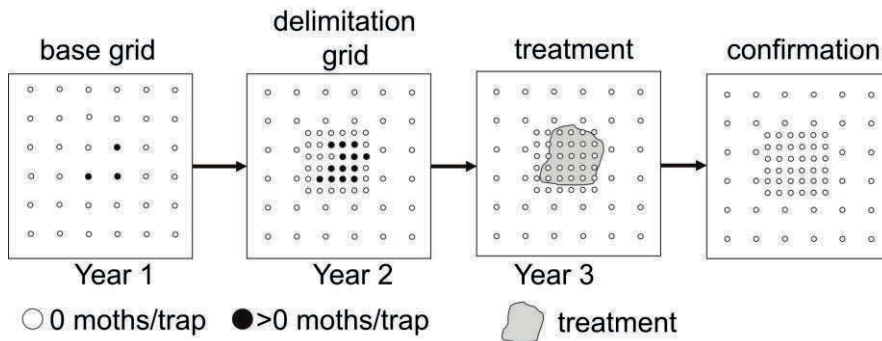 base grid
delimitation
grid
treatment
confirmation
Year 1
Year 2
Year 3
0 moths/trap
>0 moths/trap
treatment